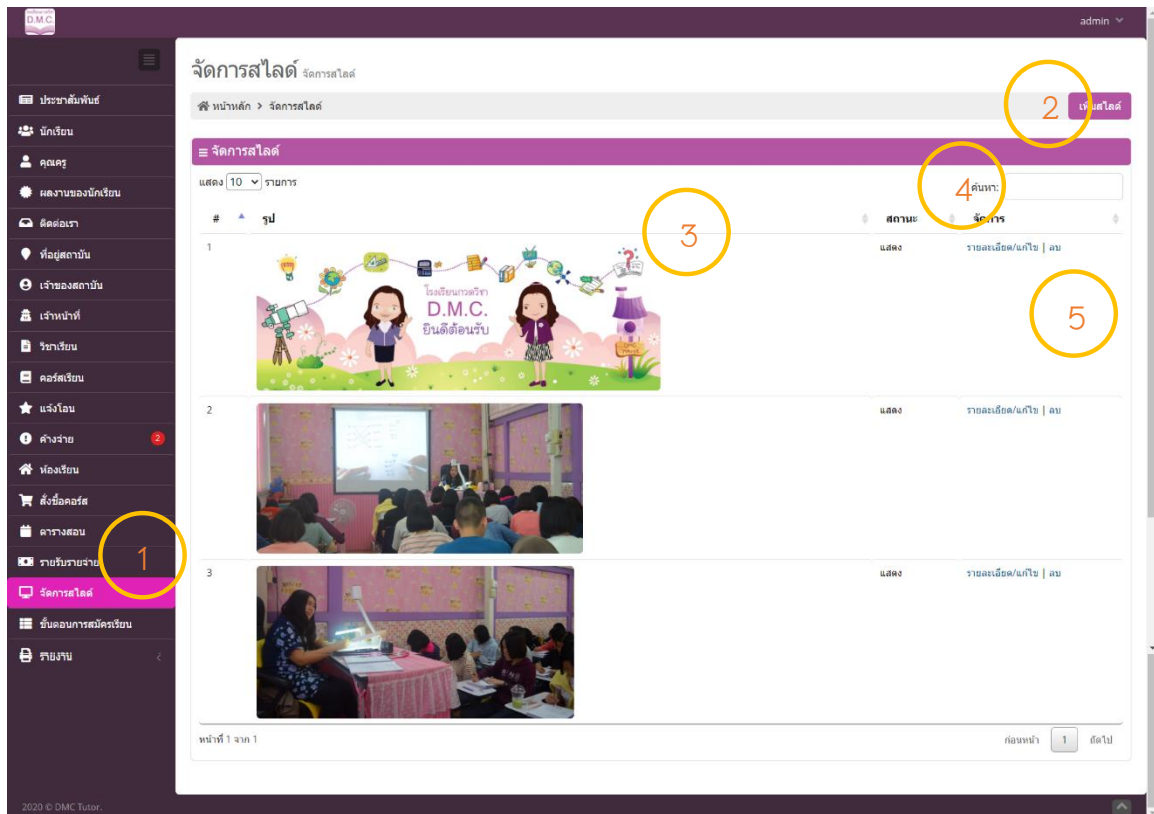 D.M.C.
admin
จัดการสไลด์ จัดการสไลด์
หน้าหลัก > จัดการสไลด์
2
เพิ่มสไลด์
ประชาสัมพันธ์
นักเรียน
คุณครู
ผลงานของนักเรียน
ติดต่อเรา
ที่อยู่สถาบัน
เจ้าของสถาบัน
เจ้าหน้าที่
วิชาเรียน
คอร์สเรียน
แจ้งโอน
ค้างจ่าย 2
ห้องเรียน
สั่งซื้อคอร์ส
ตารางสอน
รายรับรายจ่าย
1
จัดการสไลด์
ขั้นตอนการสมัครเรียน
รายงาน
จัดการสไลด์
แสดง 10 รายการ
4 ค้นหา:
# รูป สถานะ จัดการ
3
1 แสดง รายละเอียด/แก้ไข | ลบ
โรงเรียนกวดวิชา
D.M.C.
ยินดีต้อนรับ
5
2 แสดง รายละเอียด/แก้ไข | ลบ
3 แสดง รายละเอียด/แก้ไข | ลบ
หน้าที่ 1 จาก 1 ก่อนหน้า 1 ถัดไป
2020 © DMC Tutor.